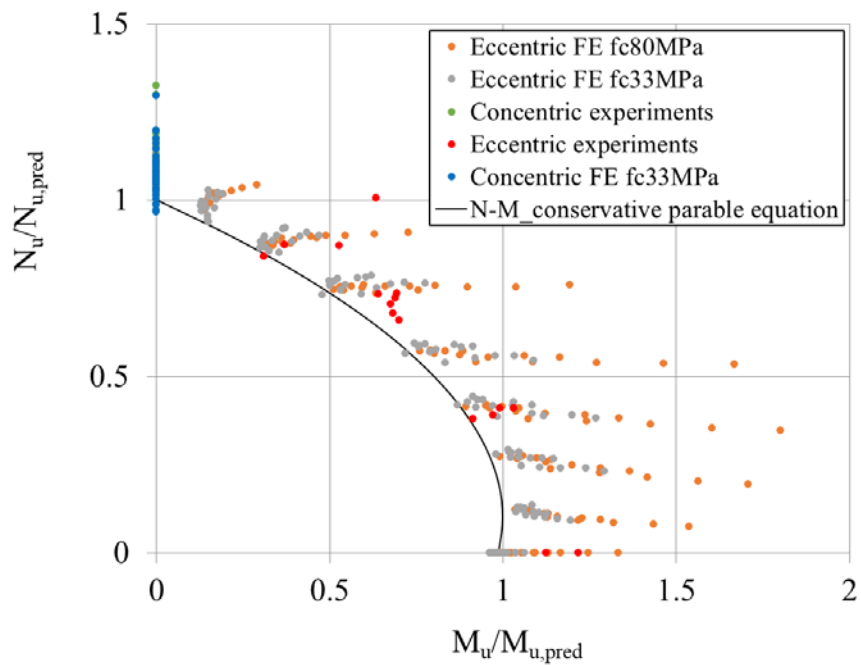 1.5
Eccentric FE fc80MPa
Eccentric FE fc33MPa
Concentric experiments
Eccentric experiments
Concentric FE fc33MPa
N-M_conservative parable equation
Nu/Nu,pred
1
0.5
0
0 0.5 1 1.5 2
Mu/Mu,pred